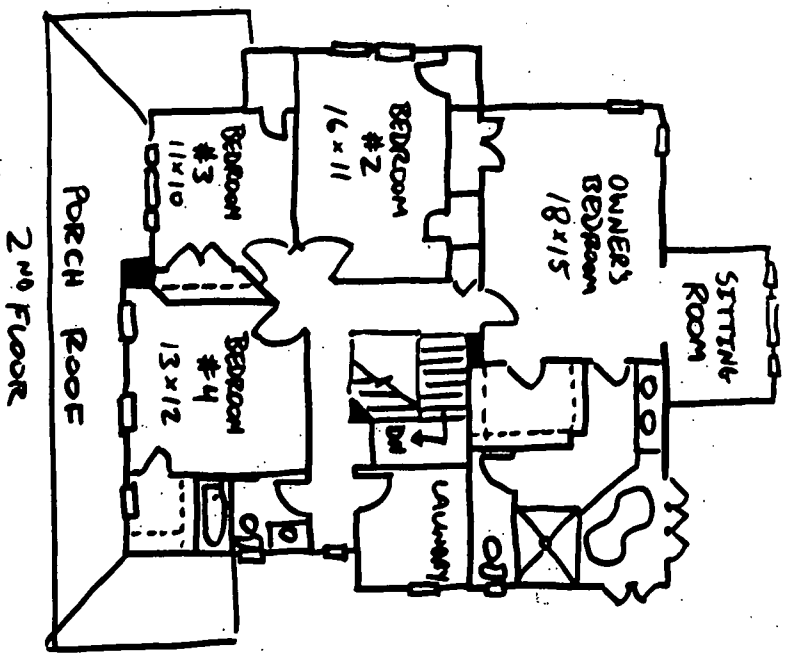 OWNER'S
BEDROOM
18 x 15
SITTING
ROOM
BEDROOM
#2
16 x 11
BEDROOM
#3
11 x 10
BEDROOM
#4
13 x 12
DN
LAUNDRY
PORCH ROOF
2ND FLOOR